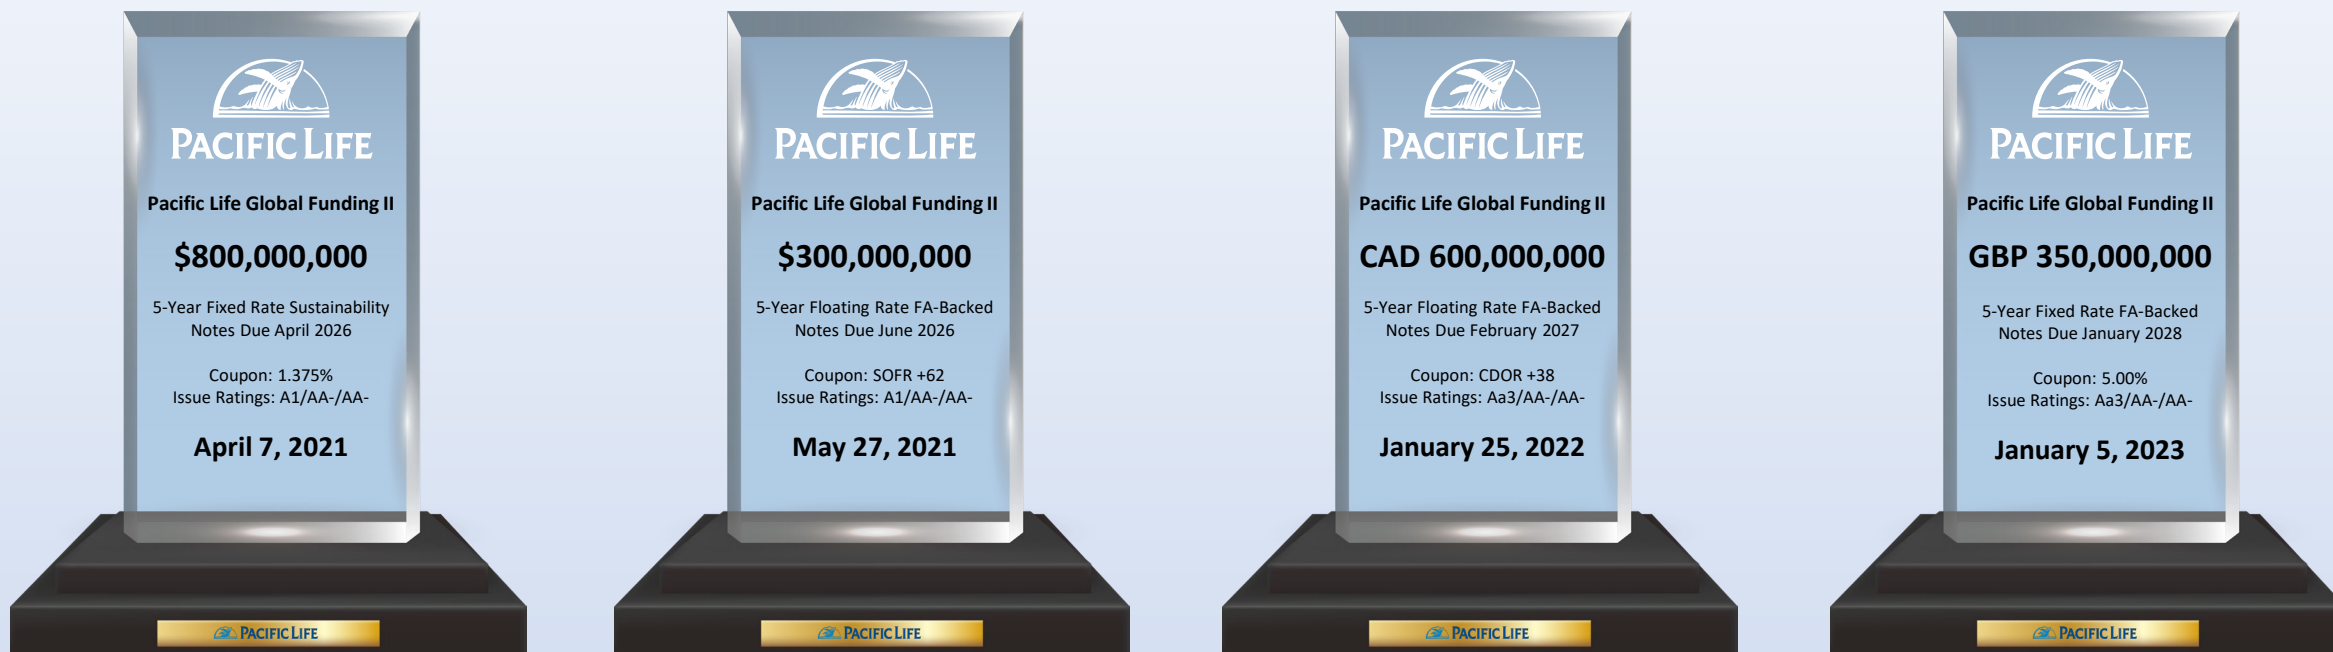 PACIFIC LIFE
Pacific Life Global Funding II
$800,000,000
5-Year Fixed Rate Sustainability
Notes Due April 2026
Coupon: 1.375%
Issue Ratings: A1/AA-/AA-
April 7, 2021
PACIFIC LIFE
PACIFIC LIFE
Pacific Life Global Funding II
$300,000,000
5-Year Floating Rate FA-Backed
Notes Due June 2026
Coupon: SOFR +62
Issue Ratings: A1/AA-/AA-
May 27, 2021
PACIFIC LIFE
PACIFIC LIFE
Pacific Life Global Funding II
CAD 600,000,000
5-Year Floating Rate FA-Backed
Notes Due February 2027
Coupon: CDOR +38
Issue Ratings: Aa3/AA-/AA-
January 25, 2022
PACIFIC LIFE
PACIFIC LIFE
Pacific Life Global Funding II
GBP 350,000,000
5-Year Fixed Rate FA-Backed
Notes Due January 2028
Coupon: 5.00%
Issue Ratings: Aa3/AA-/AA-
January 5, 2023
PACIFIC LIFE